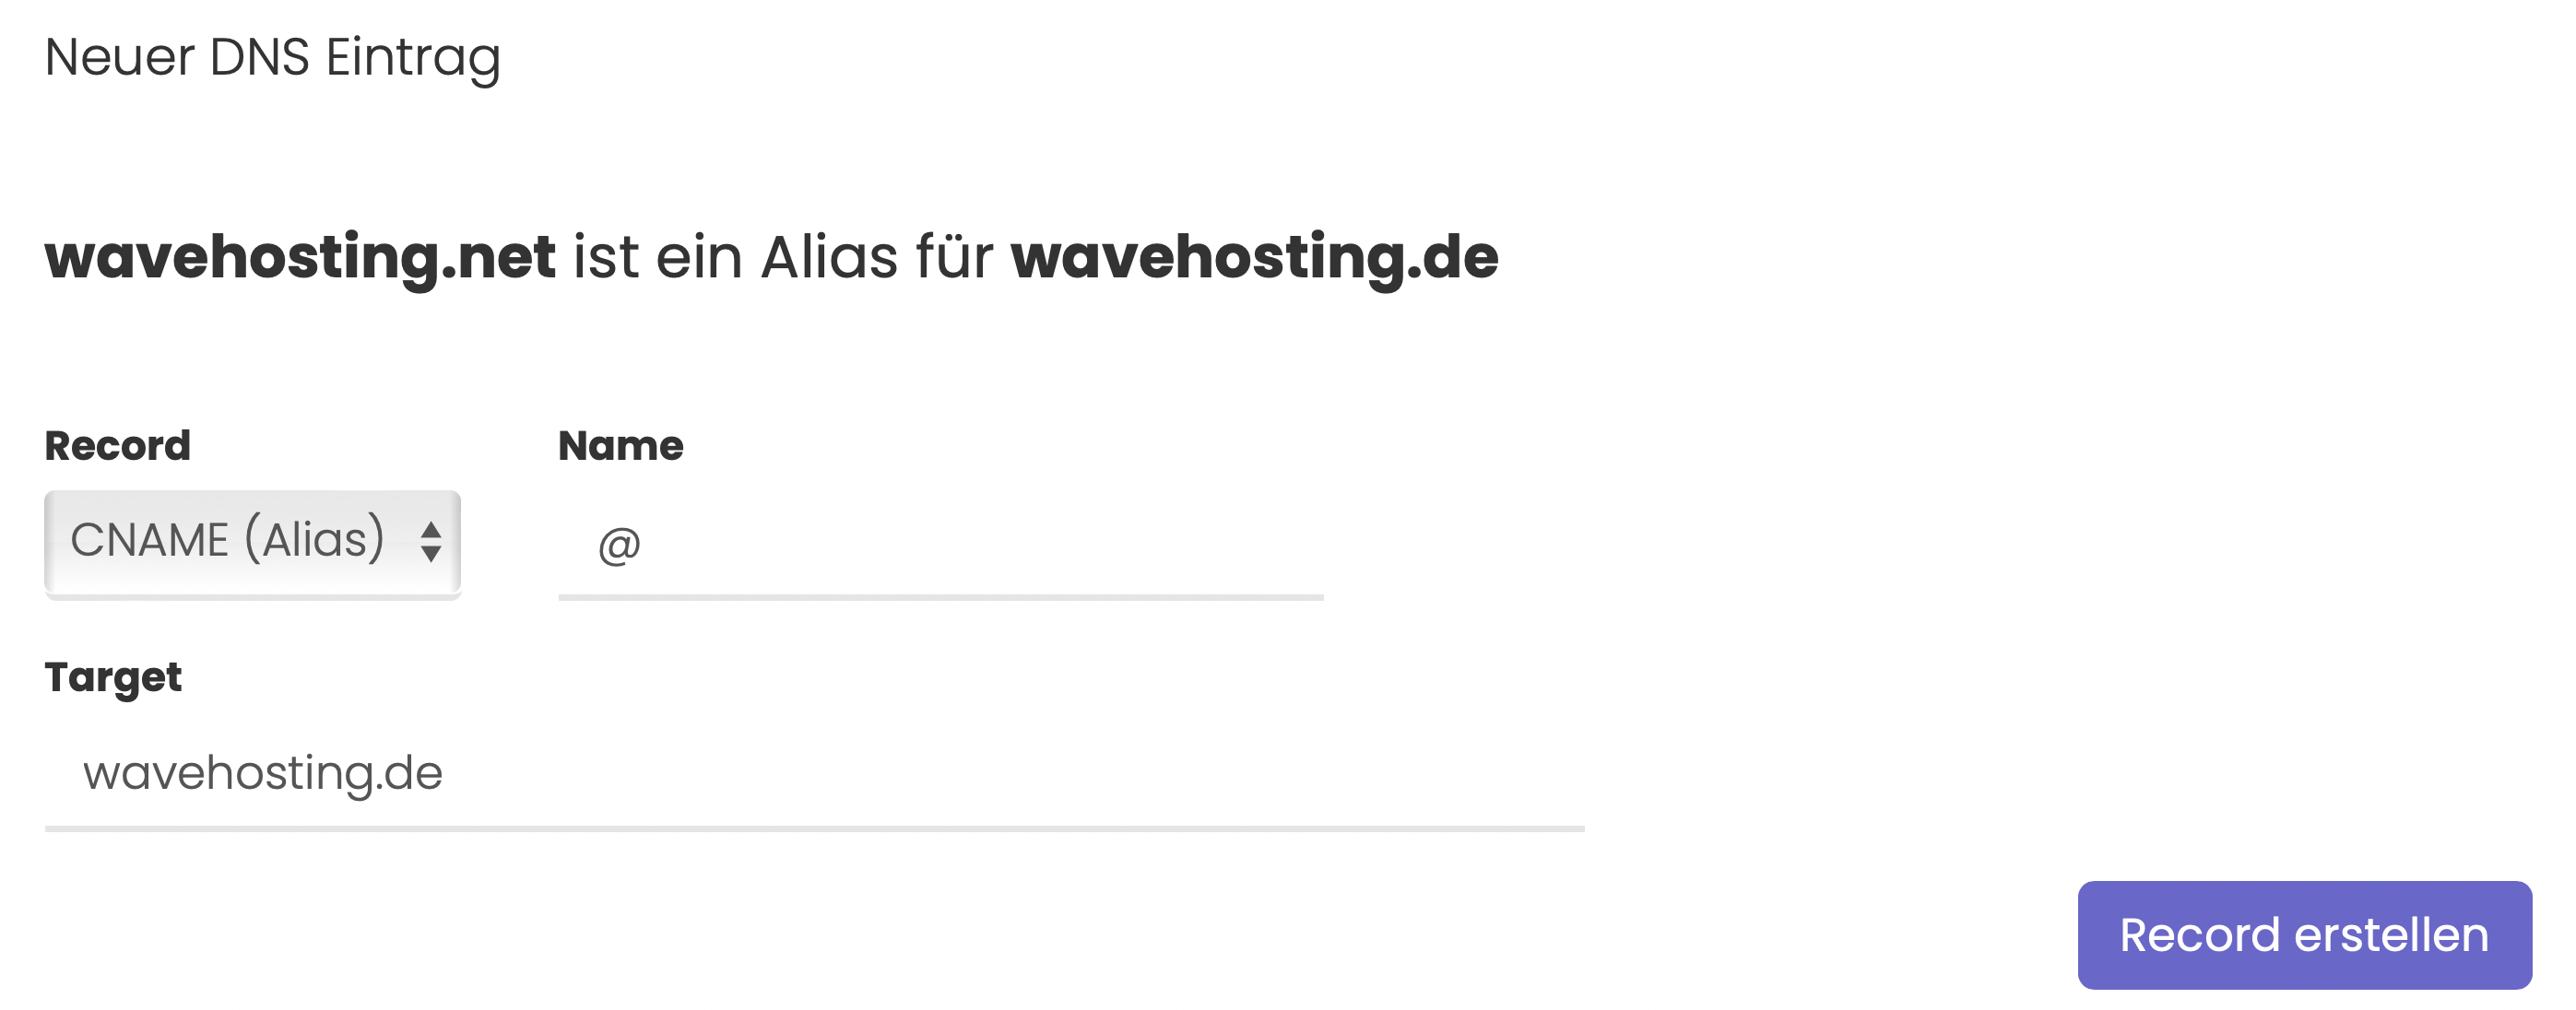 Neuer DNS Eintrag
wavehosting.net ist ein Alias für wavehosting.de
Record Name
CNAME (Alias) @
Target
wavehosting.de
Record erstellen